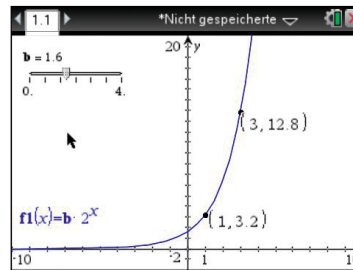 1.1
*Nicht gespeicherte
20 y
b = 1.6
0. 4.
(3,12.8)
f1(x)=b·2^x
(1,3.2)
-10 -2 1 1